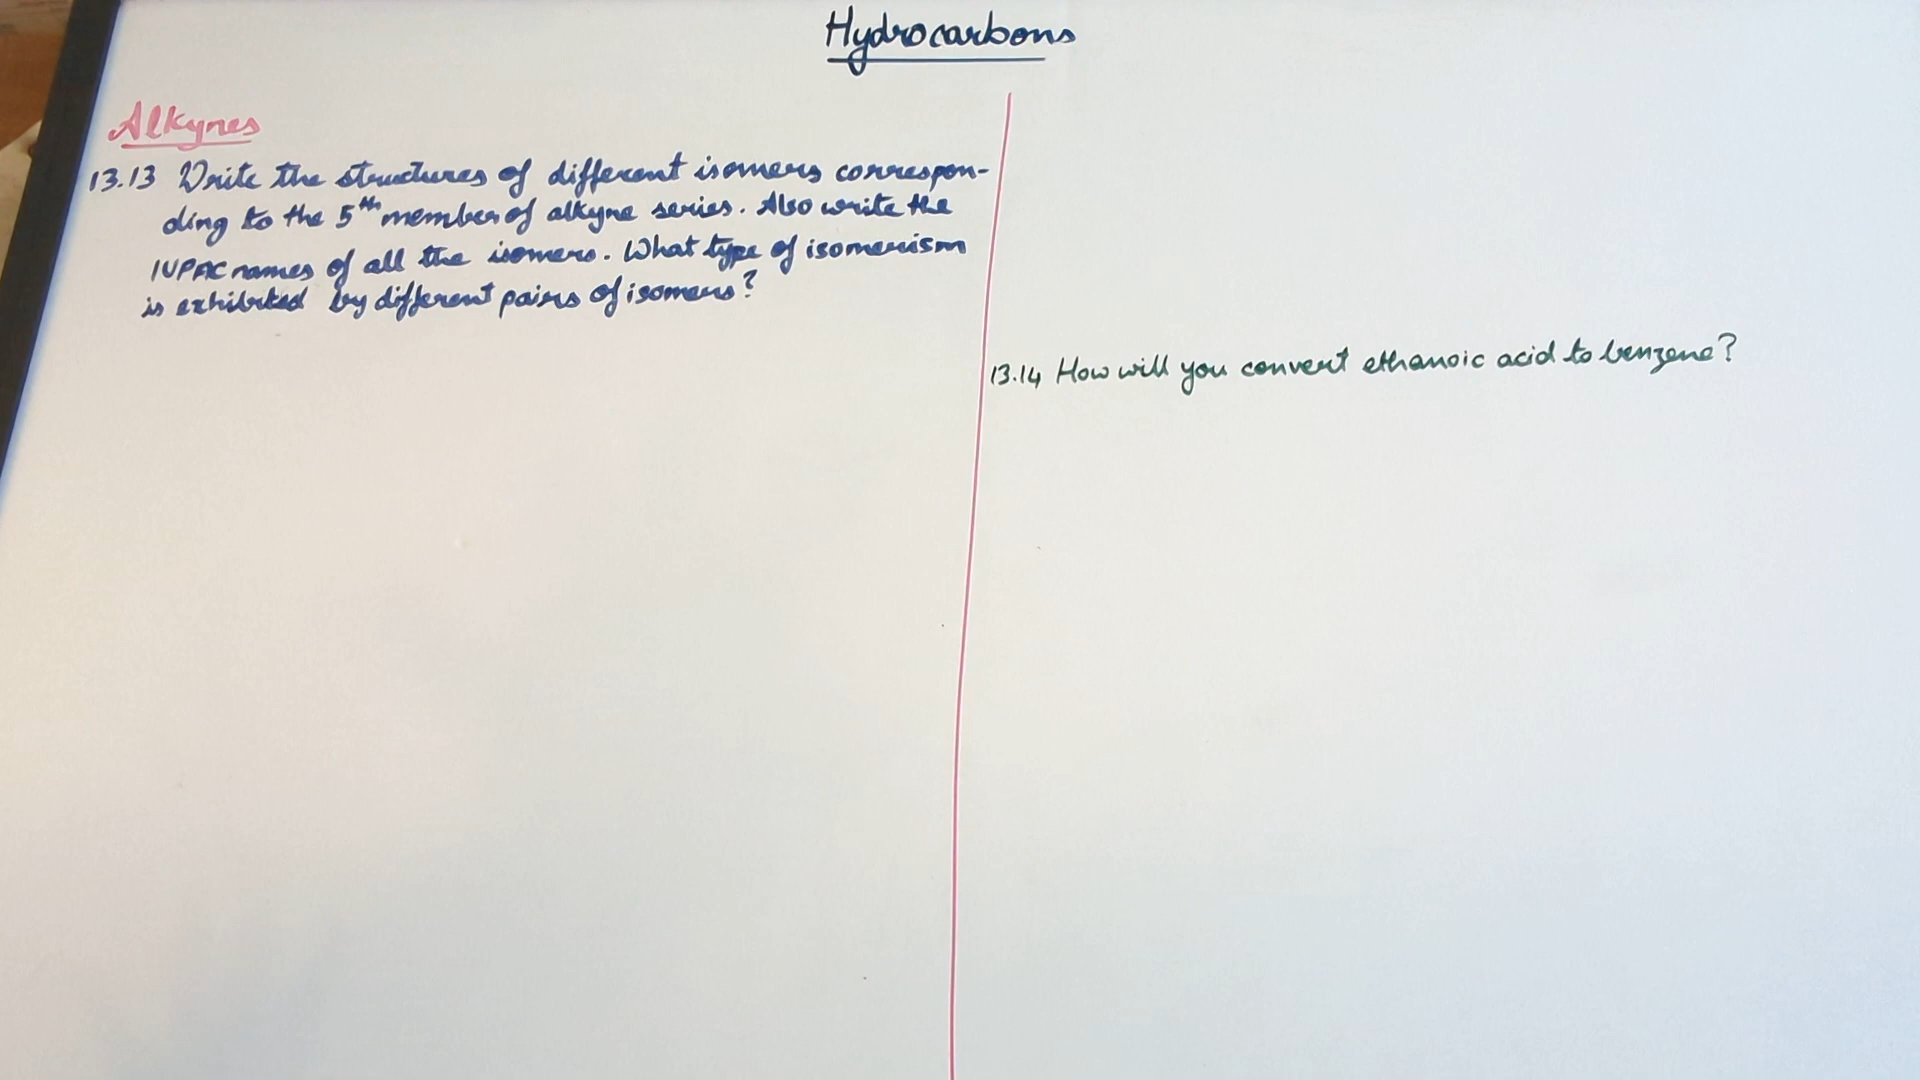 Hydrocarbons
Alkynes
13.13 Write the structures of different isomers correspon-
ding to the 5th member of alkyne series. Also write the
IUPAC names of all the isomers. What type of isomerism
is exhibited by different pairs of isomers?
13.14 How will you convert ethanoic acid to benzene?